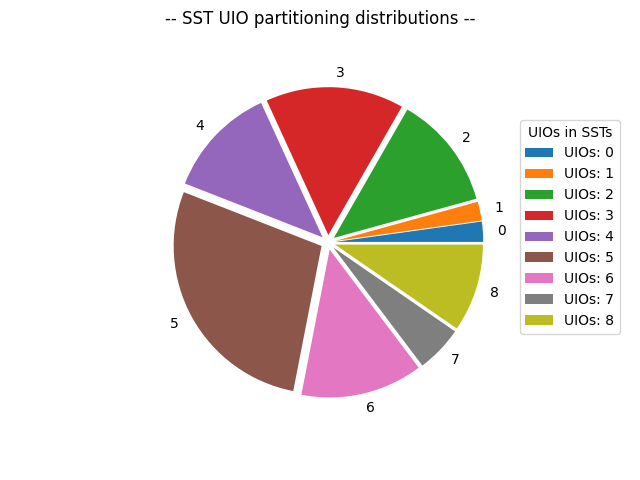 -- SST UIO partitioning distributions --
3
4
2
1
0
5
8
7
6
UIOs in SSTs
UIOs: 0
UIOs: 1
UIOs: 2
UIOs: 3
UIOs: 4
UIOs: 5
UIOs: 6
UIOs: 7
UIOs: 8